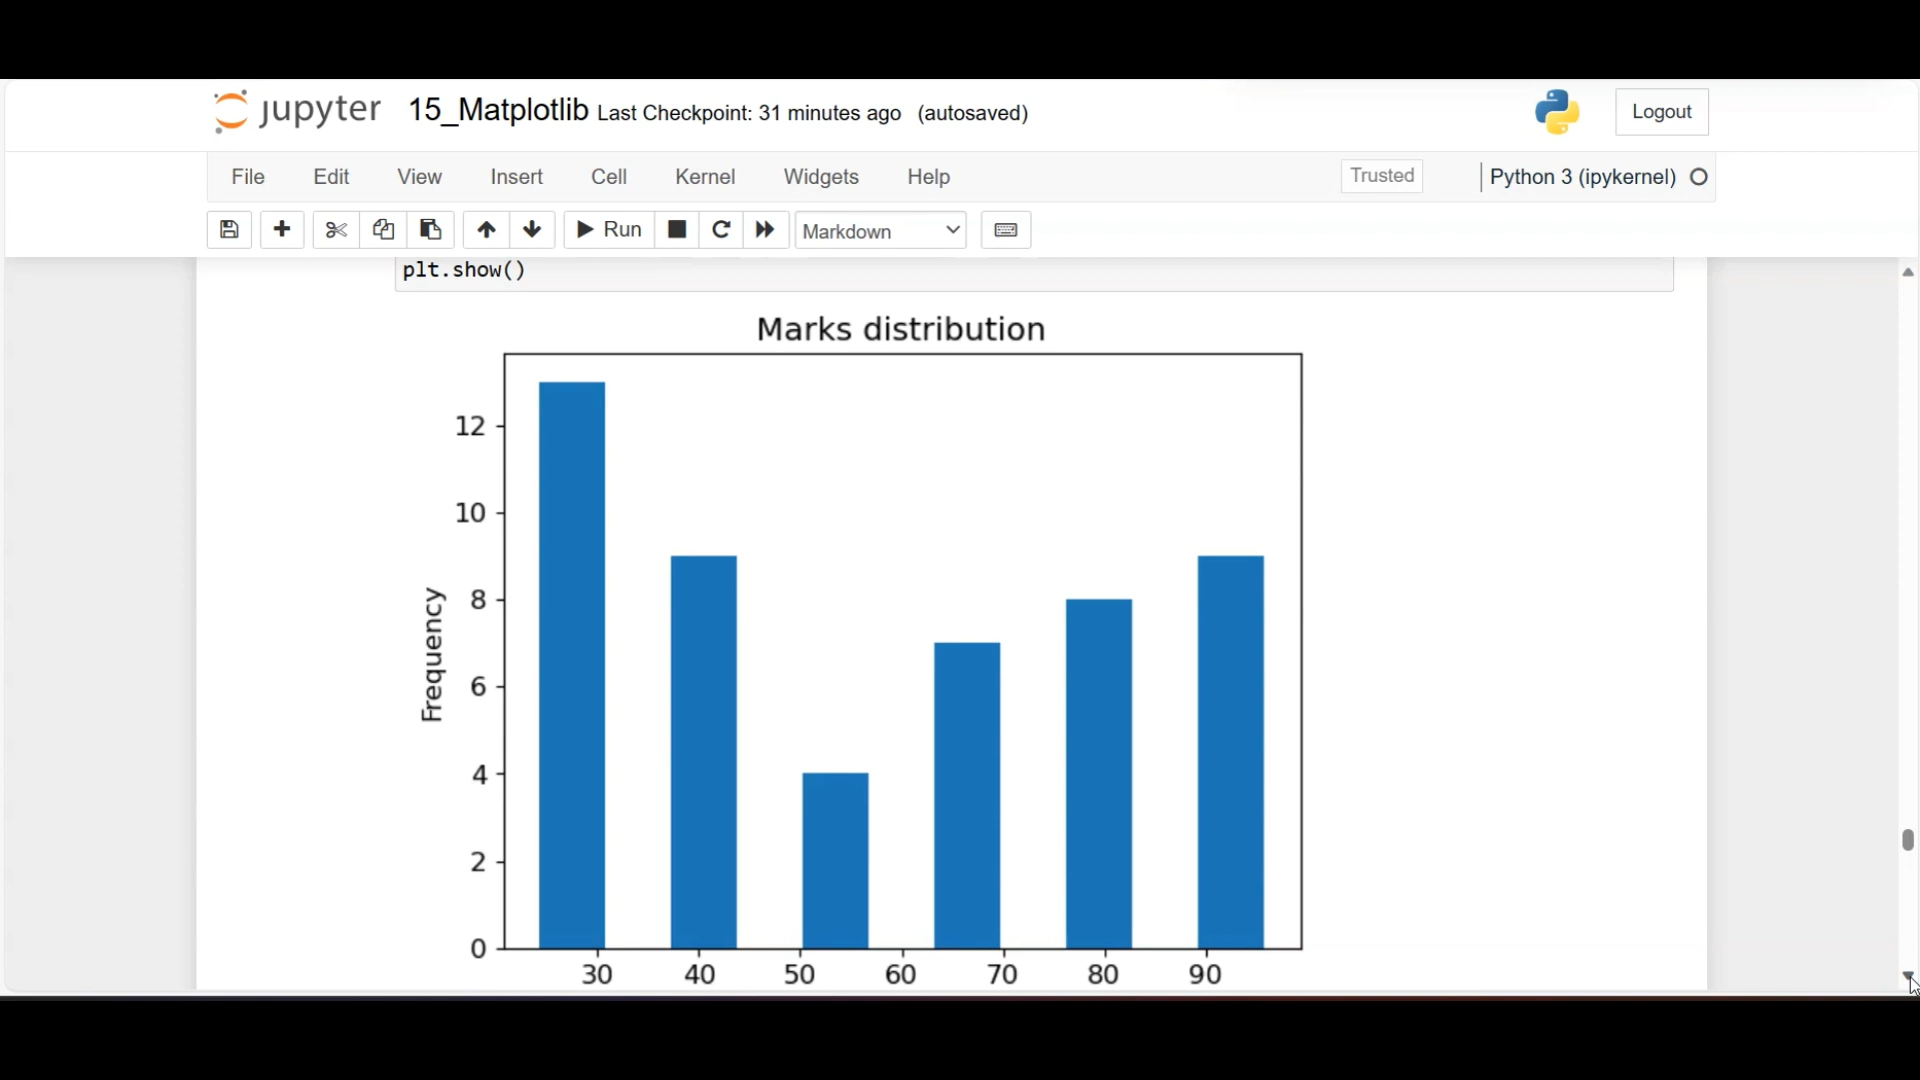 jupyter 15_Matplotlib Last Checkpoint: 31 minutes ago (autosaved)
Logout
File Edit View Insert Cell Kernel Widgets Help
Trusted
Python 3 (ipykernel)
Run
Markdown
plt.show()
Marks distribution
12
10
8
6
4
2
0
Frequency
30 40 50 60 70 80 90